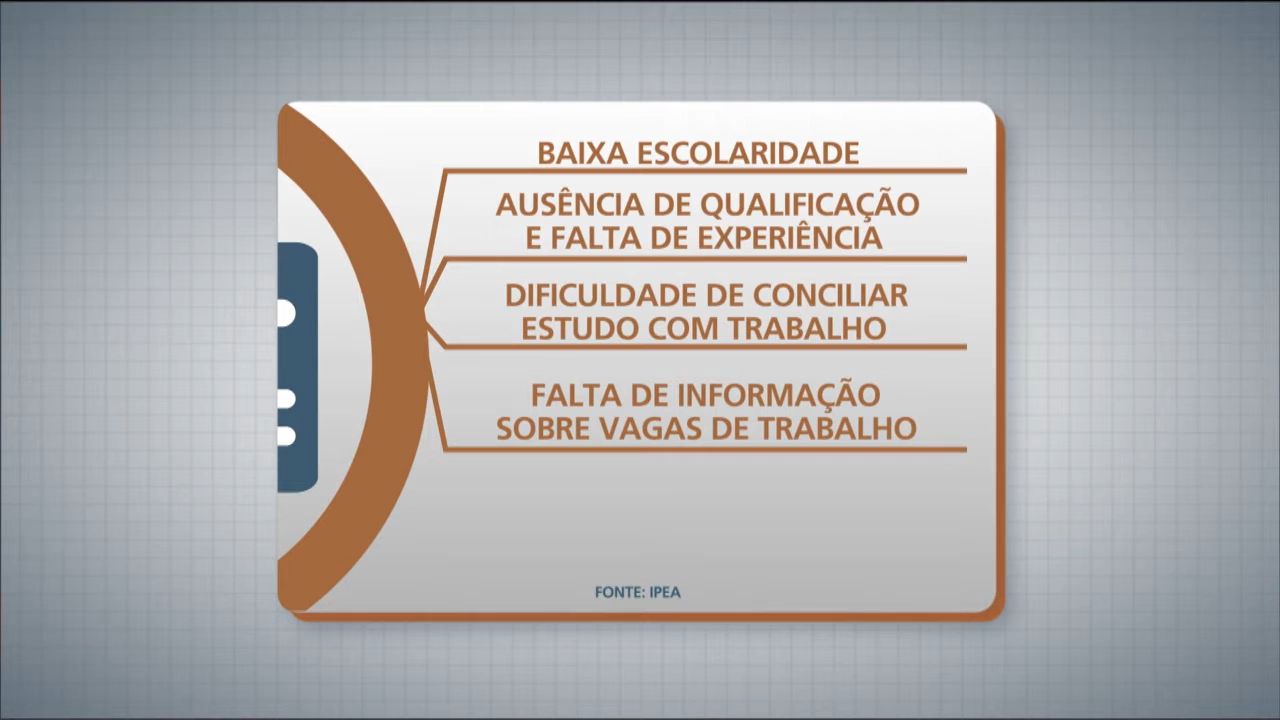 BAIXA ESCOLARIDADE
AUSÊNCIA DE QUALIFICAÇÃO
E FALTA DE EXPERIÊNCIA
DIFICULDADE DE CONCILIAR
ESTUDO COM TRABALHO
FALTA DE INFORMAÇÃO
SOBRE VAGAS DE TRABALHO
FONTE: IPEA